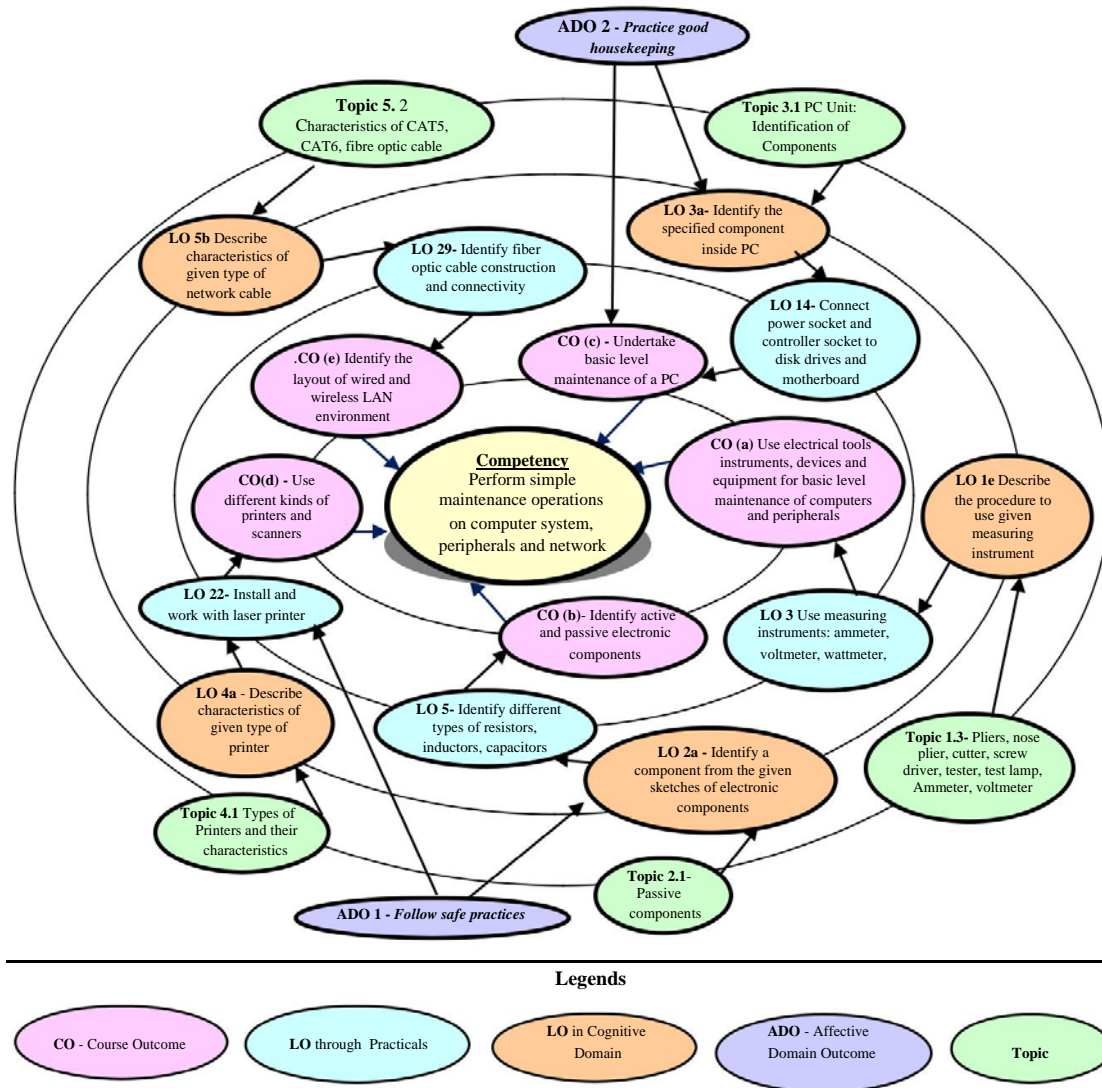 ADO 2 - Practice good
housekeeping
Topic 5. 2
Characteristics of CAT5,
CAT6, fibre optic cable
Topic 3.1 PC Unit:
Identification of
Components
LO 5b Describe
characteristics of
given type of
network cable
LO 29- Identify fiber
optic cable construction
and connectivity
LO 3a- Identify the
specified component
inside PC
LO 14- Connect
power socket and
controller socket to
disk drives and
motherboard
.CO (e) Identify the
layout of wired and
wireless LAN
environment
CO (c) - Undertake
basic level
maintenance of a PC
CO(d) - Use
different kinds of
printers and
scanners
Competency
Perform simple
maintenance operations
on computer system,
peripherals and network
CO (a) Use electrical tools
instruments, devices and
equipment for basic level
maintenance of computers
and peripherals
LO 1e Describe
the procedure to
use given
measuring
instrument
LO 22- Install and
work with laser printer
CO (b)- Identify active
and passive electronic
components
LO 3 Use measuring
instruments: ammeter,
voltmeter, wattmeter,
LO 4a - Describe
characteristics of
given type of
printer
LO 5- Identify different
types of resistors,
inductors, capacitors
LO 2a - Identify a
component from the given
sketches of electronic
components
Topic 1.3- Pliers, nose
plier, cutter, screw
driver, tester, test lamp,
Ammeter, voltmeter
Topic 4.1 Types of
Printers and their
characteristics
Topic 2.1-
Passive
components
ADO 1 - Follow safe practices
Legends
CO - Course Outcome
LO through Practicals
LO in Cognitive
Domain
ADO - Affective
Domain Outcome
Topic